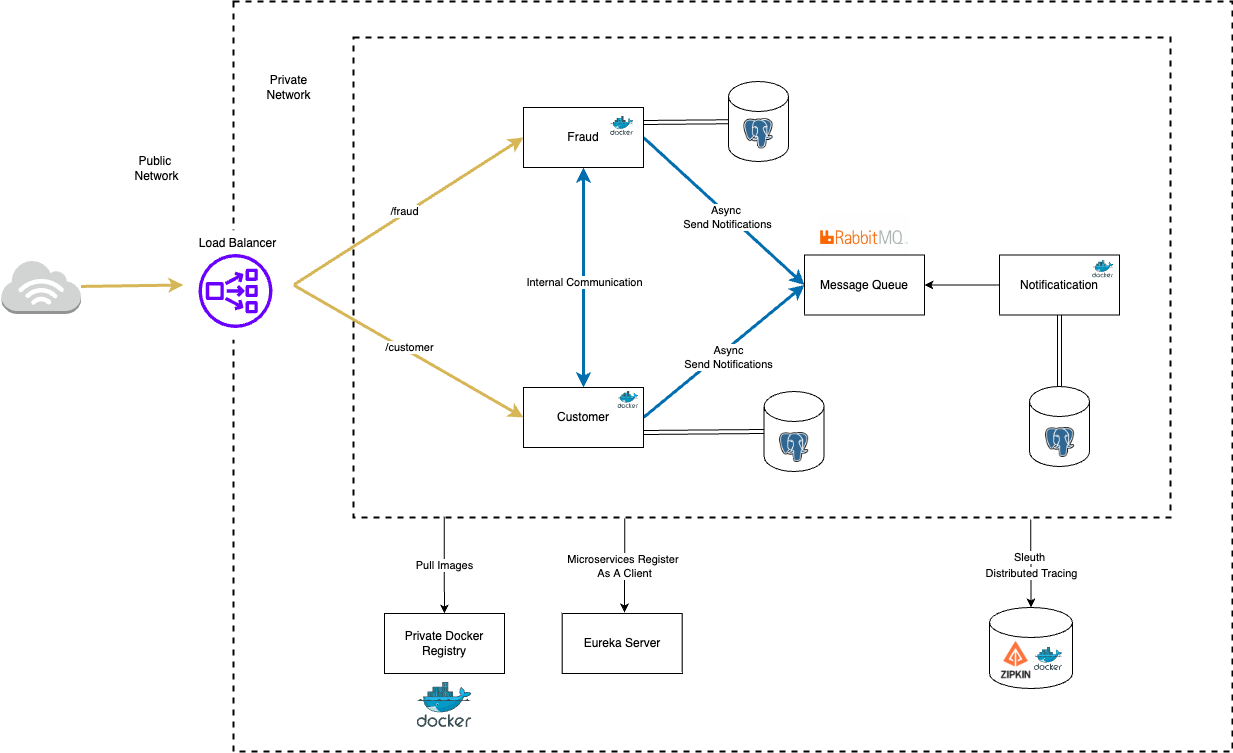 Private
Network
Public
Network
Load Balancer
/fraud
/customer
Fraud
docker
Internal Communication
Customer
docker
Async
Send Notifications
Async
Send Notifications
RabbitMQ
Message Queue
Notificatication
docker
Pull Images
Microservices Register
As A Client
Sleuth
Distributed Tracing
Private Docker
Registry
docker
Eureka Server
ZIPKIN
docker